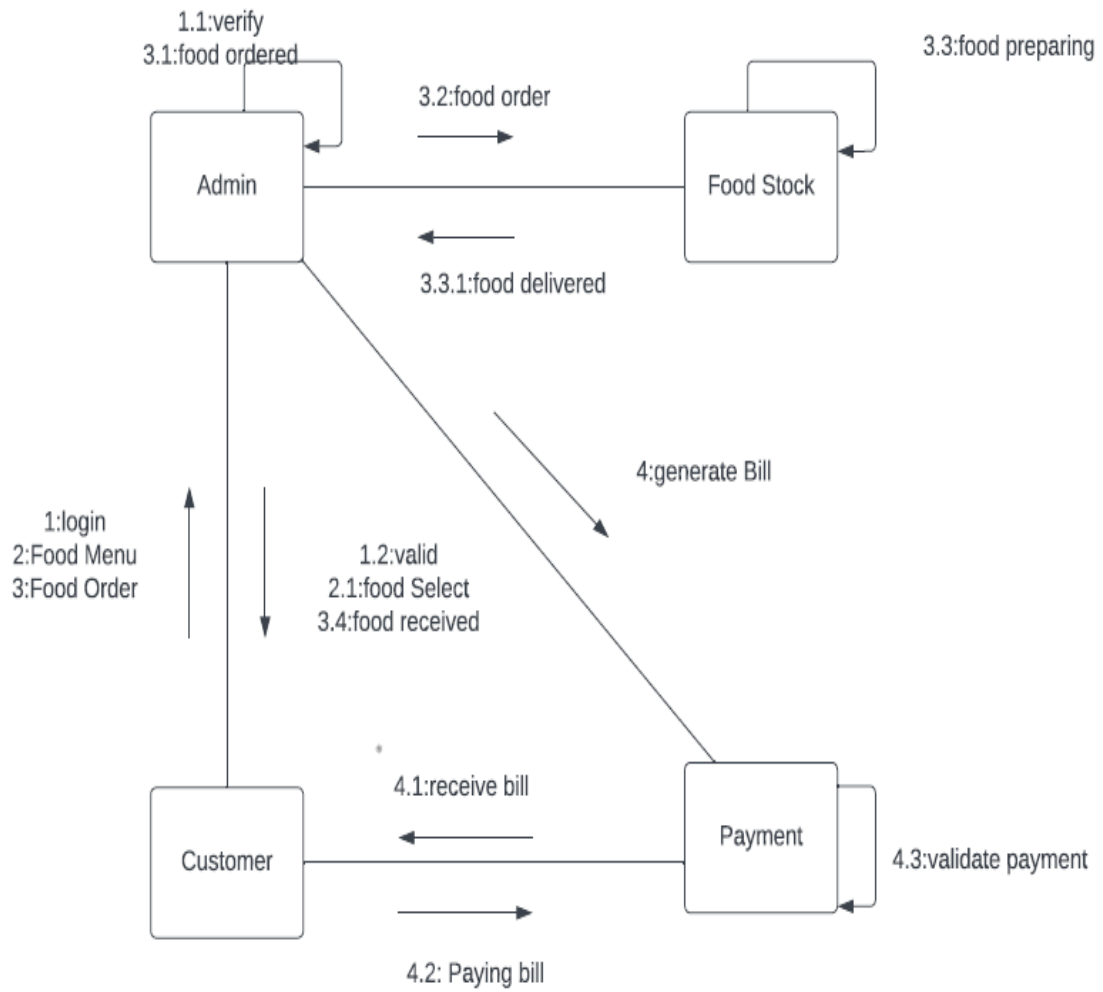 1.1:verify
3.1:food ordered
3.3:food preparing
3.2:food order
Admin
Food Stock
3.3.1:food delivered
4:generate Bill
1:login
2:Food Menu
3:Food Order
1.2:valid
2.1:food Select
3.4:food received
4.1:receive bill
Customer
Payment
4.3:validate payment
4.2: Paying bill